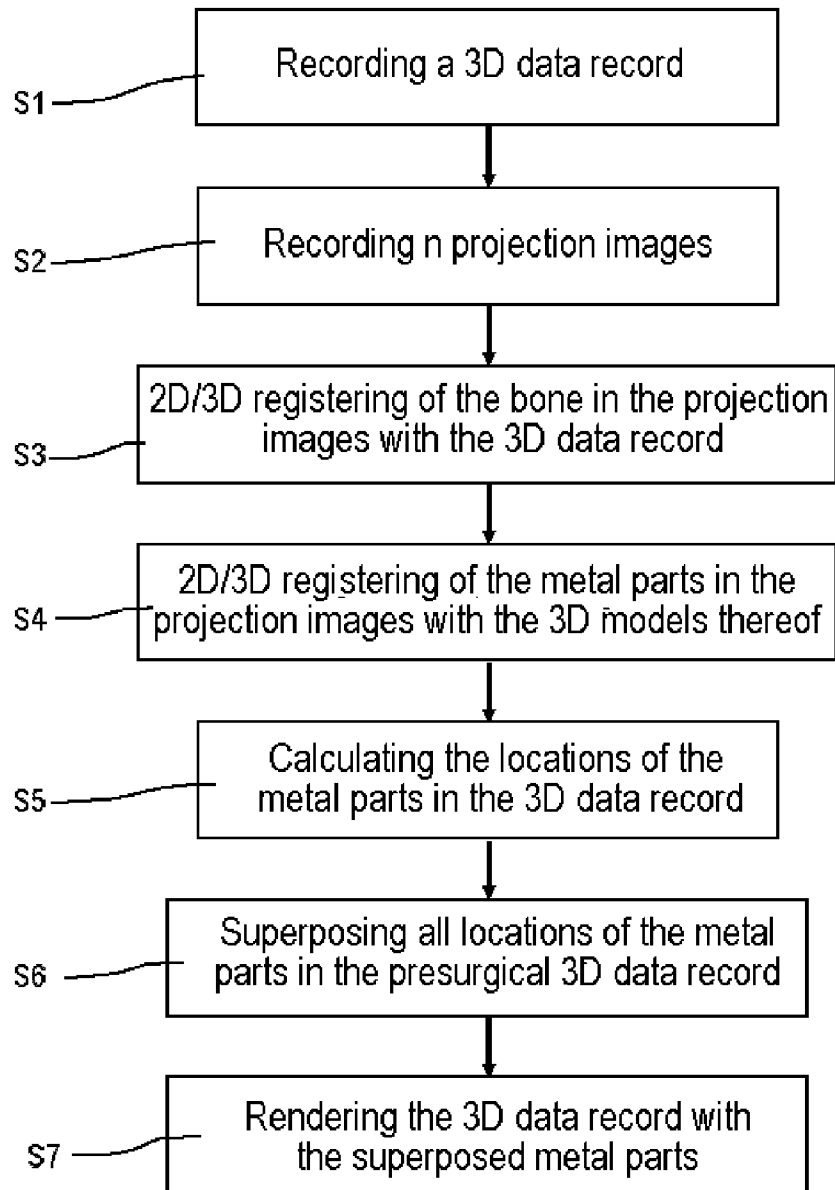 Recording a 3D data record
S1
Recording n projection images
S2
2D/3D registering of the bone in the projection
images with the 3D data record
S3
2D/3D registering of the metal parts in the
projection images with the 3D models thereof
S4
Calculating the locations of the
metal parts in the 3D data record
S5
Superposing all locations of the metal
parts in the presurgical 3D data record
S6
Rendering the 3D data record with
the superposed metal parts
S7